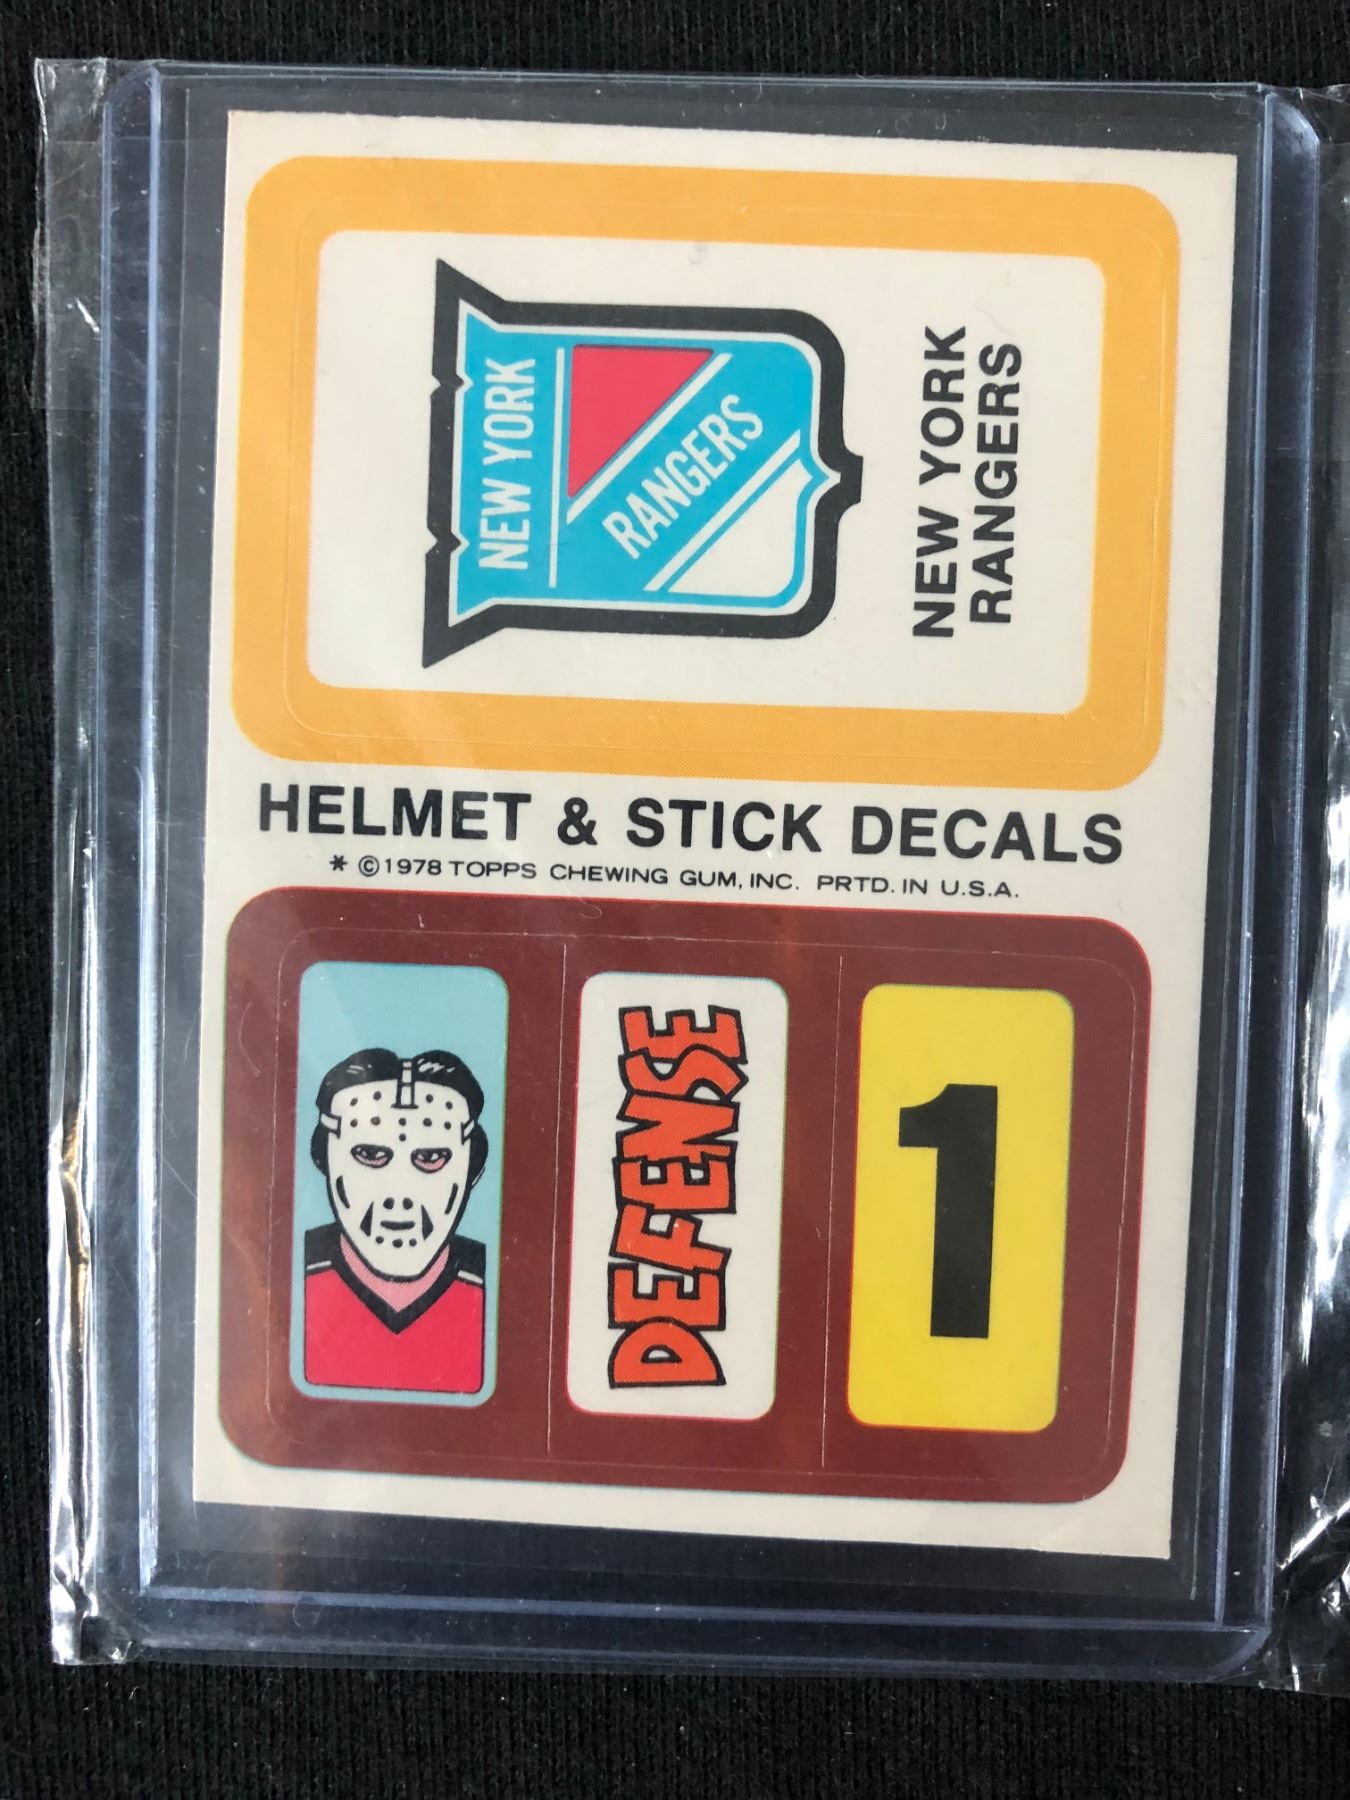 NEW YORK
RANGERS
NEW YORK
RANGERS
HELMET & STICK DECALS
* ©1978 TOPPS CHEWING GUM, INC. PRTD. IN U.S.A.
DEFENSE
1